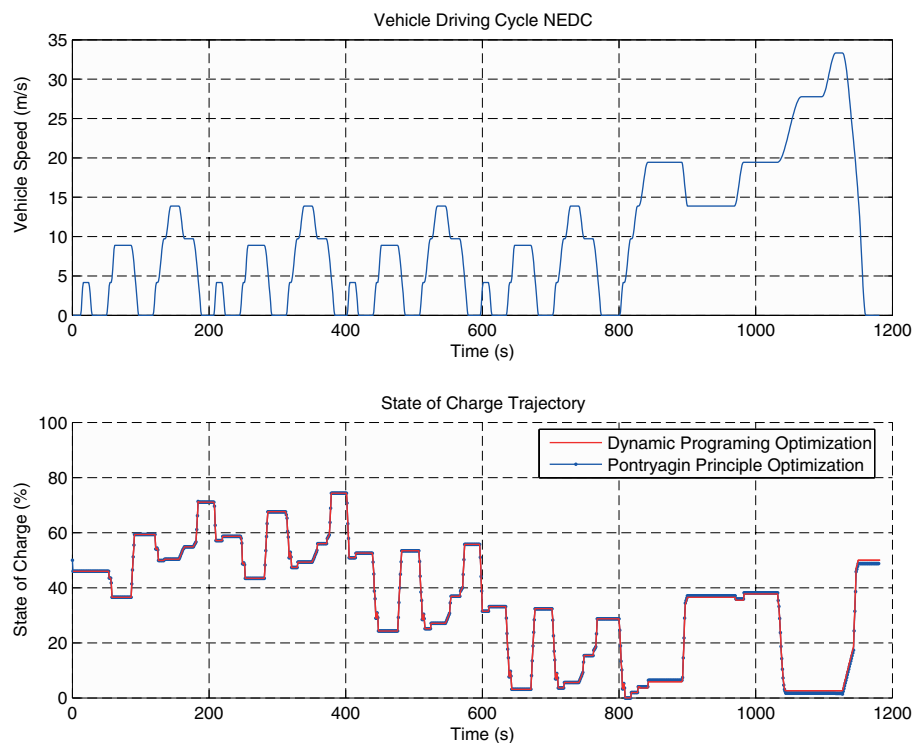 Vehicle Driving Cycle NEDC
35
30
25
20
15
10
5
0
Vehicle Speed (m/s)
0 200 400 600 800 1000 1200
Time (s)
State of Charge Trajectory
100
80
60
40
20
0
State of Charge (%)
Dynamic Programing Optimization
Pontryagin Principle Optimization
0 200 400 600 800 1000 1200
Time (s)